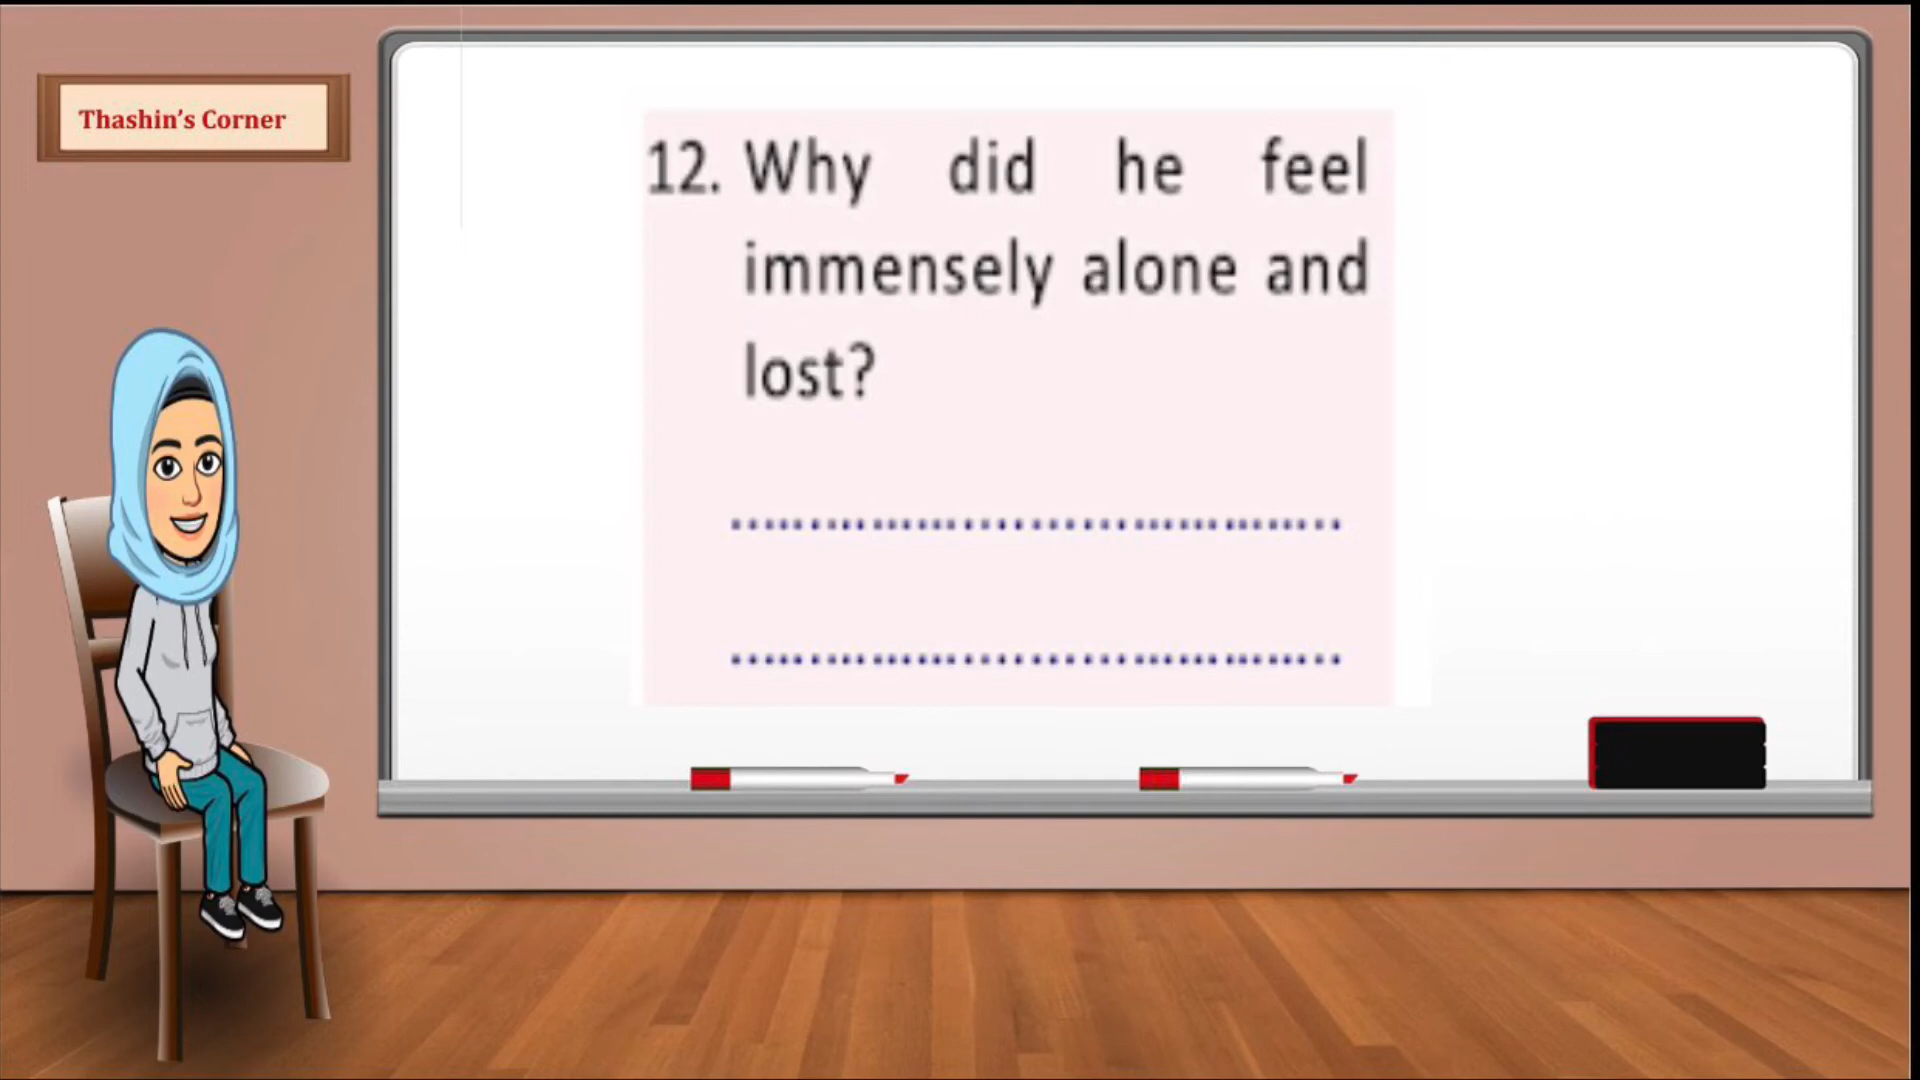 Thashin's Corner
12. Why did he feel
immensely alone and
lost?